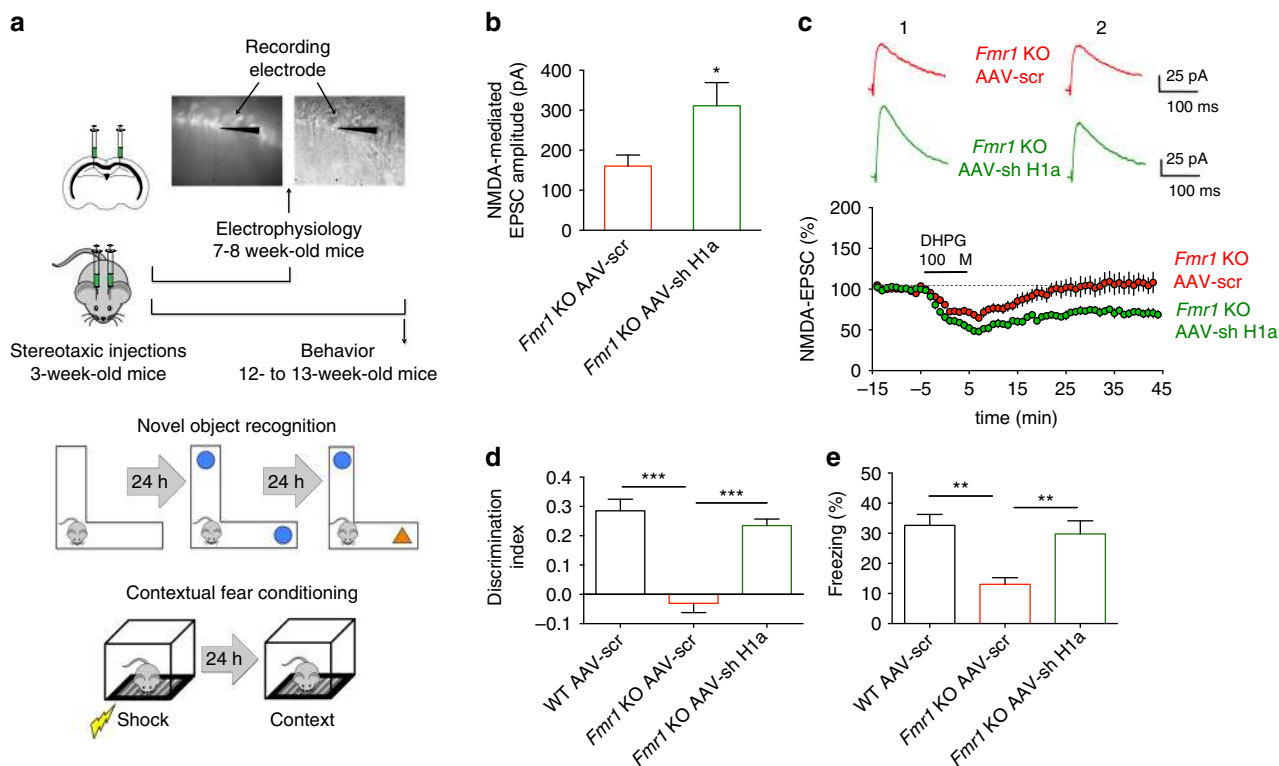 a
Recording
electrode
Electrophysiology
7-8 week-old mice
Stereotaxic injections
3-week-old mice
Behavior
12- to 13-week-old mice
Novel object recognition
24 h
24 h
Contextual fear conditioning
24 h
Shock
Context
b
NMDA-mediated
EPSC amplitude (pA)
400
300
200
100
0
*
Fmr1 KO AAV-scr
Fmr1 KO AAV-sh H1a
c
1
2
Fmr1 KO
AAV-scr
25 pA
100 ms
Fmr1 KO
AAV-sh H1a
25 pA
100 ms
NMDA-EPSC (%)
200
150
100
50
0
DHPG
100 M
Fmr1 KO
AAV-scr
Fmr1 KO
AAV-sh H1a
–15
–5
5
15
25
35
45
time (min)
d
Discrimination
index
0.4
0.3
0.2
0.1
0.0
–0.1
***
***
WT AAV-scr
Fmr1 KO AAV-scr
Fmr1 KO AAV-sh H1a
e
Freezing (%)
50
40
30
20
10
0
**
**
WT AAV-scr
Fmr1 KO AAV-scr
Fmr1 KO AAV-sh H1a